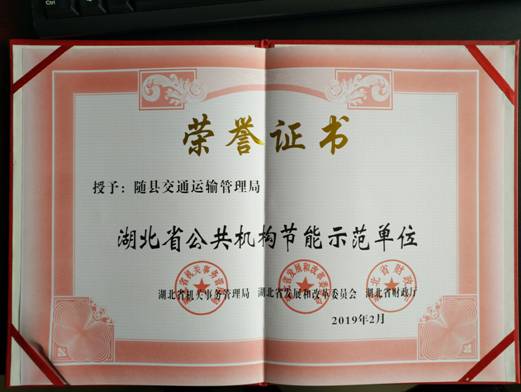 Ctrl
荣誉证书
授予：随县交通运输管理局
湖北省公共机构节能示范单位
湖北省机关事务管理局 湖北省发展和改革委员会 湖北省财政厅
2019年2月